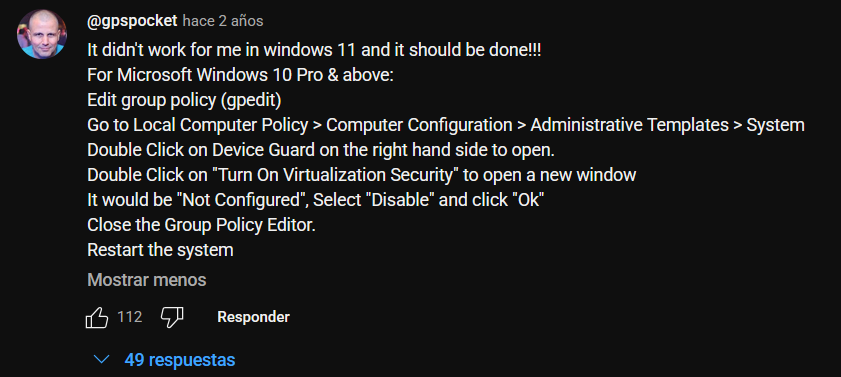 @gpspocket hace 2 años
It didn't work for me in windows 11 and it should be done!!!
For Microsoft Windows 10 Pro & above:
Edit group policy (gpedit)
Go to Local Computer Policy > Computer Configuration > Administrative Templates > System
Double Click on Device Guard on the right hand side to open.
Double Click on "Turn On Virtualization Security" to open a new window
It would be "Not Configured", Select "Disable" and click "Ok"
Close the Group Policy Editor.
Restart the system
Mostrar menos
112 Responder
49 respuestas